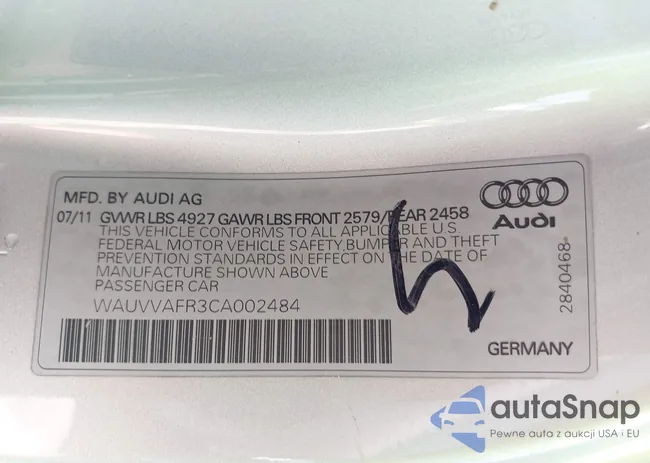 MFD. BY AUDI AG
07/11 GVWR LBS 4927 GAWR LBS FRONT 2579/REAR 2458
THIS VEHICLE CONFORMS TO ALL APPLICABLE U.S
FEDERAL MOTOR VEHICLE SAFETY,BUMPER AND THEFT
PREVENTION STANDARDS IN EFFECT ON THE DATE OF
MANUFACTURE SHOWN ABOVE
PASSENGER CAR
WAUVVAFR3CA002484
Audi
2840468
GERMANY
autaSnap
Pewne auta z aukcji USA i EU